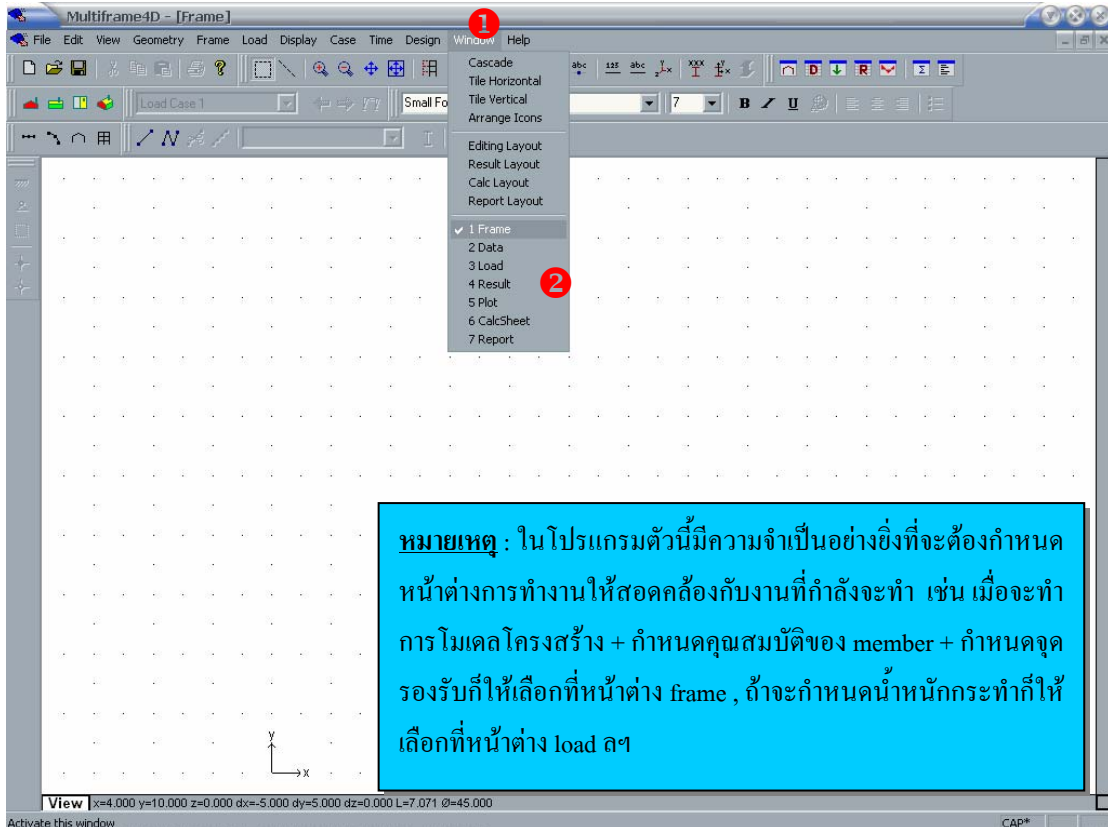 Multiframe4D - [Frame]
1
File Edit View Geometry Frame Load Display Case Time Design Window Help
Cascade
Tile Horizontal
Tile Vertical
Arrange Icons
Editing Layout
Result Layout
Calc Layout
Report Layout
✓ 1 Frame
2 Data
3 Load
4 Result
5 Plot
6 CalcSheet
7 Report
2
abc 123 abc XXX
D R Σ
Load Case 1 Small Fo 7 B I U
หมายเหตุ : ในโปรแกรมตัวนี้มีความจำเป็นอย่างยิ่งที่จะต้องกำหนด
หน้าต่างการทำงานให้สอดคล้องกับงานที่กำลังจะทำ เช่น เมื่อจะทำ
การโมเดลโครงสร้าง + กำหนดคุณสมบัติของ member + กำหนดจุด
รองรับก็ให้เลือกที่หน้าต่าง frame , ถ้าจะกำหนดน้ำหนักกระทำก็ให้
เลือกที่หน้าต่าง load ลฯ
y
x
View x=4.000 y=10.000 z=0.000 dx=-5.000 dy=5.000 dz=0.000 L=7.071 Ø=45.000
Activate this window CAP*